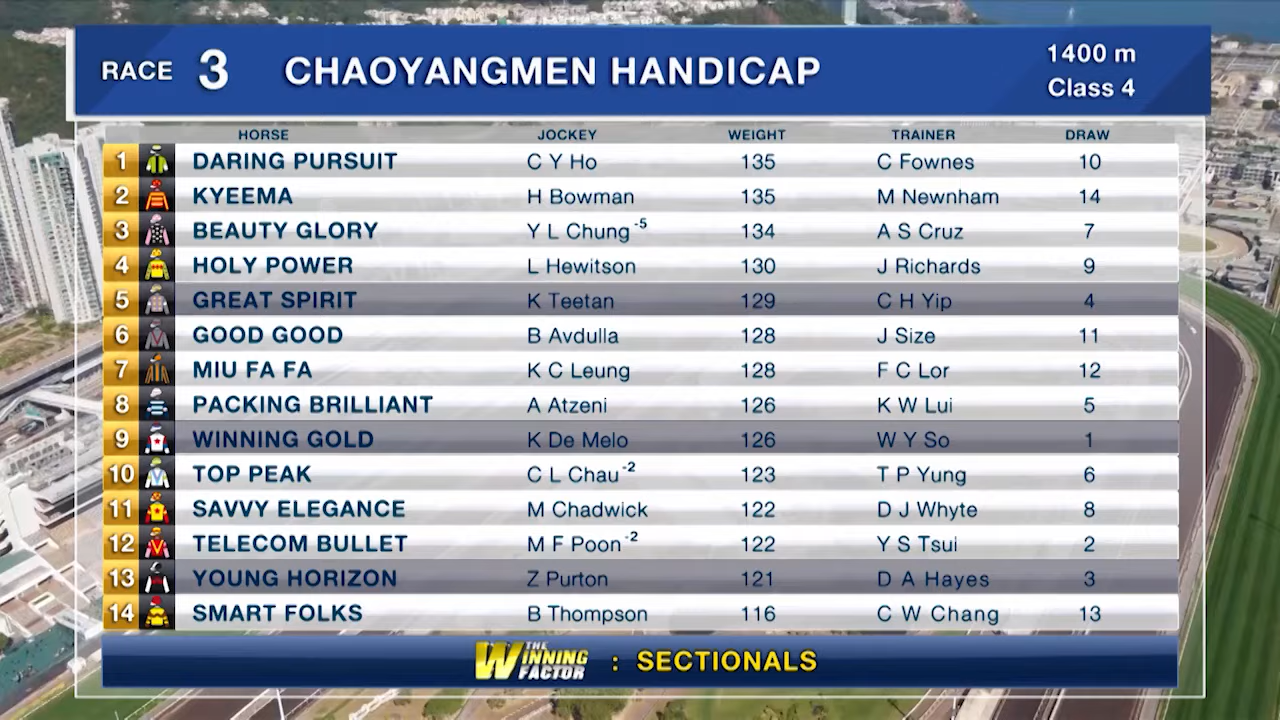 RACE 3 CHAOYANGMEN HANDICAP 1400 m
Class 4
HORSE JOCKEY WEIGHT TRAINER DRAW
1 DARING PURSUIT C Y Ho 135 C Fownes 10
2 KYEEMA H Bowman 135 M Newnham 14
3 BEAUTY GLORY Y L Chung -5 134 A S Cruz 7
4 HOLY POWER L Hewitson 130 J Richards 9
5 GREAT SPIRIT K Teetan 129 C H Yip 4
6 GOOD GOOD B Avdulla 128 J Size 11
7 MIU FA FA K C Leung 128 F C Lor 12
8 PACKING BRILLIANT A Atzeni 126 K W Lui 5
9 WINNING GOLD K De Melo 126 W Y So 1
10 TOP PEAK C L Chau -2 123 T P Yung 6
11 SAVVY ELEGANCE M Chadwick 122 D J Whyte 8
12 TELECOM BULLET M F Poon -2 122 Y S Tsui 2
13 YOUNG HORIZON Z Purton 121 D A Hayes 3
14 SMART FOLKS B Thompson 116 C W Chang 13
THE WINNING FACTOR : SECTIONALS